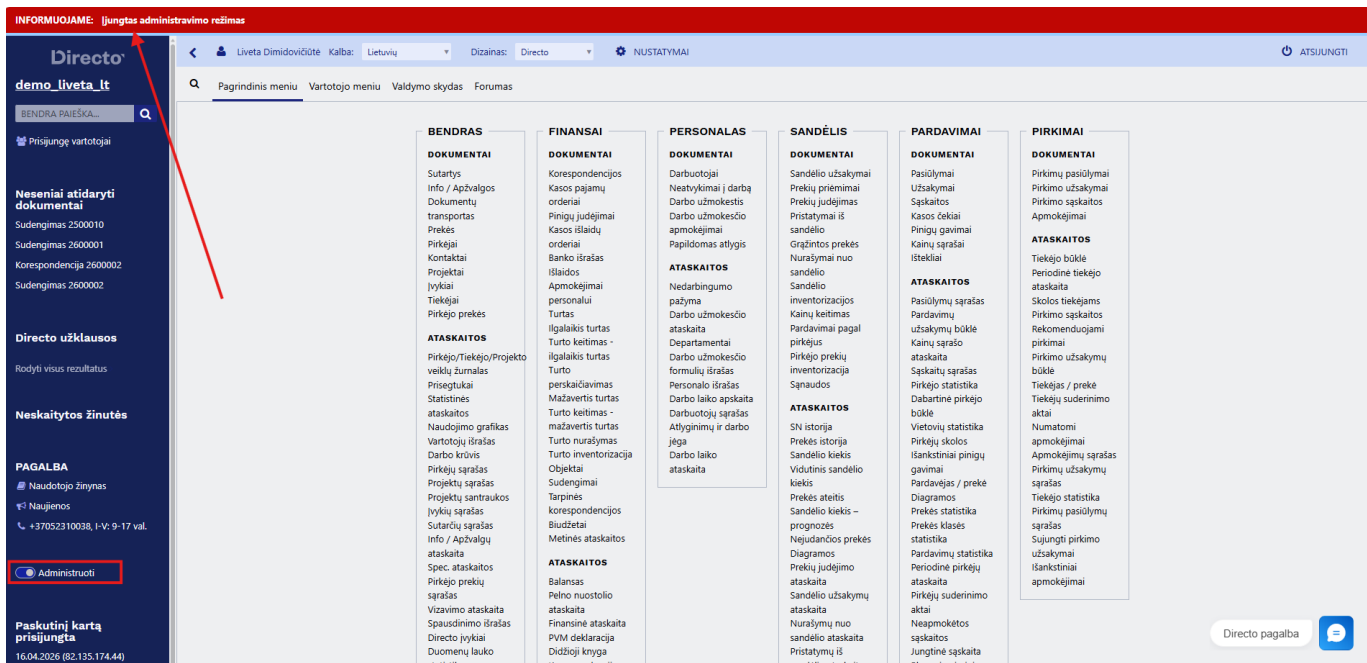 INFORMUOJAME: Įjungtas administravimo režimas
Directo
demo_liveta_lt
BENDRA PAIEŠKA...
Prisijungę vartotojai
Neseniai atidaryti
dokumentai
Sudengimas 2500010
Sudengimas 2600001
Korespondencija 2600002
Sudengimas 2600002
Directo užklausos
Rodyti visus rezultatus
Neskaitytos žinutės
PAGALBA
Naudotojo žinynas
Naujienos
+37052310038, I-V: 9-17 val.
Administruoti
Paskutinį kartą
prisijungta
16.04.2026 (82.135.174.44)
Liveta Dimidovičiūtė Kalba: Lietuvių Dizainas: Directo NUSTATYMAI
ATSIJUNGTI
Pagrindinis meniu Vartotojo meniu Valdymo skydas Forumas
BENDRAS
DOKUMENTAI
Sutartys
Info / Apžvalgos
Dokumentų
transportas
Prekės
Pirkėjai
Kontaktai
Projektai
Įvykiai
Tiekėjai
Pirkėjo prekės
ATASKAITOS
Pirkėjo/Tiekėjo/Projekto
veiklų žurnalas
Prisegtukai
Statistinės
ataskaitos
Naudojimo grafikas
Vartotojų išrašas
Darbo krūvis
Pirkėjų sąrašas
Projektų sąrašas
Projektų santraukos
Įvykių sąrašas
Sutarčių sąrašas
Info / Apžvalgų
ataskaita
Spec. ataskaitos
Pirkėjo prekių
sąrašas
Vizavimo ataskaita
Spausdinimo išrašas
Directo įvykiai
Duomenų lauko
FINANSAI
DOKUMENTAI
Korespondencijos
Kasos pajamų
orderiai
Pinigų judėjimai
Kasos išlaidų
orderiai
Banko išrašas
Išlaidos
Apmokėjimai
personalui
Turtas
Ilgalaikis turtas
Turto keitimas -
ilgalaikis turtas
Turto
perskaičiavimas
Mažavertis turtas
Turto keitimas -
mažavertis turtas
Turto nurašymas
Turto inventorizacija
Objektai
Sudengimai
Tarpinės
korespondencijos
Biudžetai
Metinės ataskaitos
ATASKAITOS
Balansas
Pelno nuostolio
ataskaita
Finansinė ataskaita
PVM deklaracija
Didžioji knyga
PERSONALAS
DOKUMENTAI
Darbuotojai
Neatvykimai į darbą
Darbo užmokestis
Darbo užmokesčio
apmokėjimai
Papildomas atlygis
ATASKAITOS
Nedarbingumo
pažyma
Darbo užmokesčio
ataskaita
Departamentai
Darbo užmokesčio
formulių išrašas
Personalo išrašas
Darbo laiko apskaita
Darbuotojų sąrašas
Atlyginimų ir darbo
jėga
Darbo laiko
ataskaita
SANDĖLIS
DOKUMENTAI
Sandėlio užsakymai
Prekių priėmimai
Prekių judėjimas
Pristatymai iš
sandėlio
Grąžintos prekės
Nurašymai nuo
sandėlio
Sandėlio
inventorizacijos
Kainų keitimas
Pardavimai pagal
pirkėjus
Pirkėjo prekių
inventorizacija
Sąnaudos
ATASKAITOS
SN istorija
Prekės istorija
Sandėlio kiekis
Vidutinis sandėlio
kiekis
Prekės ateitis
Sandėlio kiekis –
prognozės
Nejudančios prekės
Diagramos
Prekių judėjimo
ataskaita
Sandėlio užsakymų
ataskaita
Nurašymų nuo
sandėlio ataskaita
Pristatymų iš
PARDAVIMAI
DOKUMENTAI
Pasiūlymai
Užsakymai
Sąskaitos
Kasos čekiai
Pinigų gavimai
Kainų sąrašai
Ištekliai
ATASKAITOS
Pasiūlymų sąrašas
Pardavimų
užsakymų būklė
Kainų sąrašo
ataskaita
Sąskaitų sąrašas
Pirkėjo statistika
Dabartinė pirkėjo
būklė
Vietovių statistika
Pirkėjų skolos
Išankstiniai pinigų
gavimai
Pardavėjas / prekė
Diagramos
Prekės statistika
Prekės klasės
statistika
Pardavimų statistika
Periodinė pirkėjų
ataskaita
Pirkėjų suderinimo
aktai
Neapmokėtos
sąskaitos
Jungtinė sąskaita
PIRKIMAI
DOKUMENTAI
Pirkimų pasiūlymai
Pirkimo užsakymai
Pirkimo sąskaitos
Apmokėjimai
ATASKAITOS
Tiekėjo būklė
Periodinė tiekėjo
ataskaita
Skolos tiekėjams
Pirkimo sąskaitos
Rekomenduojami
pirkimai
Pirkimo užsakymų
būklė
Tiekėjas / prekė
Tiekėjų suderinimo
aktai
Numatomi
apmokėjimai
Apmokėjimų sąrašas
Pirkimų užsakymų
sąrašas
Tiekėjo statistika
Pirkimų pasiūlymų
sąrašas
Sujungti pirkimo
užsakymai
Išankstiniai
apmokėjimai
Directo pagalba